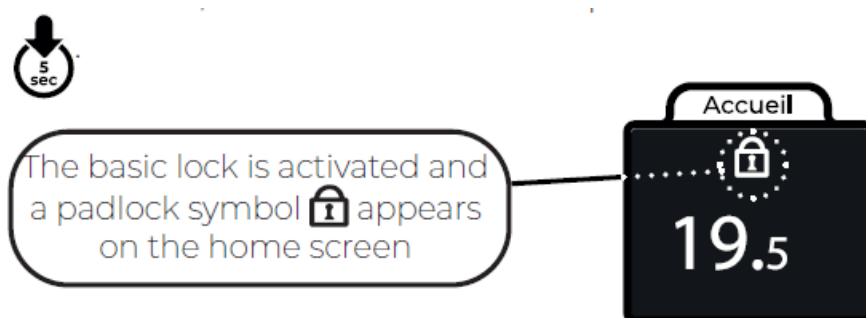 5
sec
Accueil
The basic lock is activated and
a padlock symbol appears
on the home screen
19.5